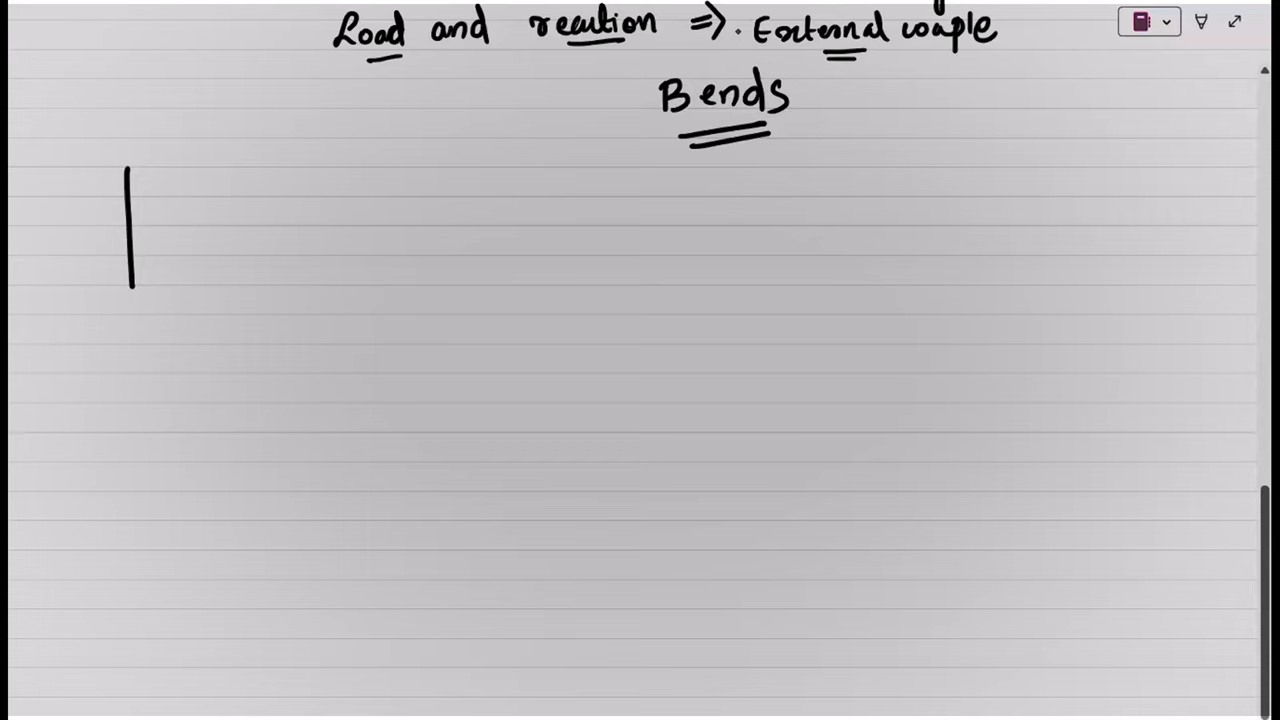 Load and reaction ⇒ . External couple
Bends